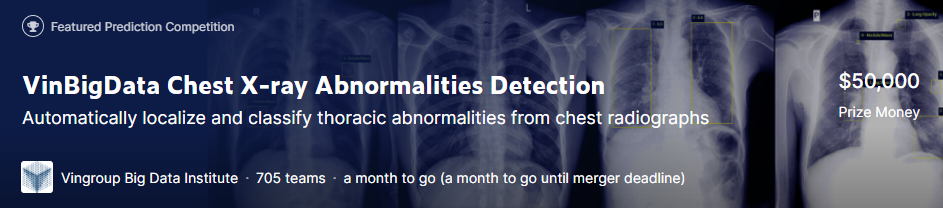 Featured Prediction Competition
VinBigData Chest X-ray Abnormalities Detection
$50,000
Automatically localize and classify thoracic abnormalities from chest radiographs
Prize Money
Vingroup Big Data Institute · 705 teams · a month to go (a month to go until merger deadline)
L